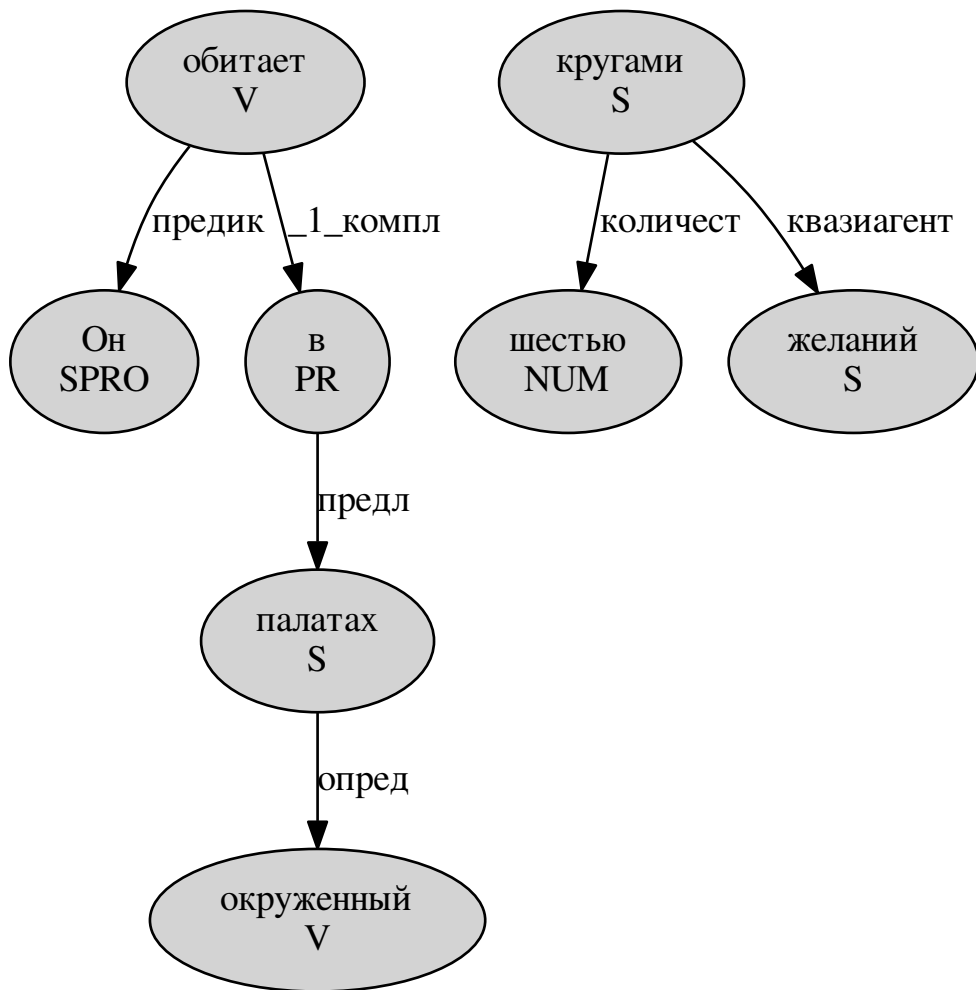 обитает
V
кругами
S
предик
_1_компл
количест
квазиагент
Он
SPRO
в
PR
шестью
NUM
желаний
S
предл
палатах
S
опред
окруженный
V